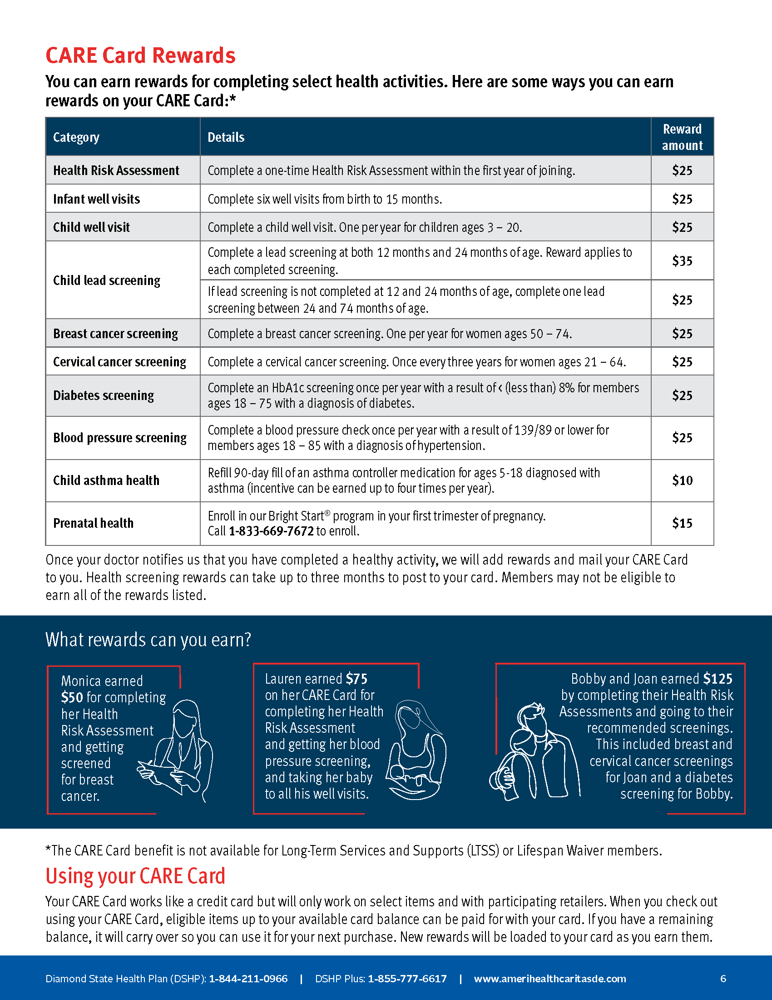 CARE Card Rewards
You can earn rewards for completing select health activities. Here are some ways you can earn
rewards on your CARE Card:*
Category
Details
Reward
amount
Health Risk Assessment
Complete a one-time Health Risk Assessment within the first year of joining.
$25
Infant well visits
Complete six well visits from birth to 15 months.
$25
Child well visit
Complete a child well visit. One per year for children ages 3 – 20.
$25
Child lead screening
Complete a lead screening at both 12 months and 24 months of age. Reward applies to
each completed screening.
$35
If lead screening is not completed at 12 and 24 months of age, complete one lead
screening between 24 and 74 months of age.
$25
Breast cancer screening
Complete a breast cancer screening. One per year for women ages 50 – 74.
$25
Cervical cancer screening
Complete a cervical cancer screening. Once every three years for women ages 21 – 64.
$25
Diabetes screening
Complete an HbA1c screening once per year with a result of < (less than) 8% for members
ages 18 – 75 with a diagnosis of diabetes.
$25
Blood pressure screening
Complete a blood pressure check once per year with a result of 139/89 or lower for
members ages 18 – 85 with a diagnosis of hypertension.
$25
Child asthma health
Refill 90-day fill of an asthma controller medication for ages 5-18 diagnosed with
asthma (incentive can be earned up to four times per year).
$10
Prenatal health
Enroll in our Bright Start® program in your first trimester of pregnancy.
Call 1-833-669-7672 to enroll.
$15
Once your doctor notifies us that you have completed a healthy activity, we will add rewards and mail your CARE Card
to you. Health screening rewards can take up to three months to post to your card. Members may not be eligible to
earn all of the rewards listed.
What rewards can you earn?
Monica earned
$50 for completing
her Health
Risk Assessment
and getting
screened
for breast
cancer.
Lauren earned $75
on her CARE Card for
completing her Health
Risk Assessment
and getting her blood
pressure screening,
and taking her baby
to all his well visits.
Bobby and Joan earned $125
by completing their Health Risk
Assessments and going to their
recommended screenings.
This included breast and
cervical cancer screenings
for Joan and a diabetes
screening for Bobby.
*The CARE Card benefit is not available for Long-Term Services and Supports (LTSS) or Lifespan Waiver members.
Using your CARE Card
Your CARE Card works like a credit card but will only work on select items and with participating retailers. When you check out
using your CARE Card, eligible items up to your available card balance can be paid for with your card. If you have a remaining
balance, it will carry over so you can use it for your next purchase. New rewards will be loaded to your card as you earn them.
Diamond State Health Plan (DSHP): 1-844-211-0966 | DSHP Plus: 1-855-777-6617 | www.amerihealthcaritasde.com 6